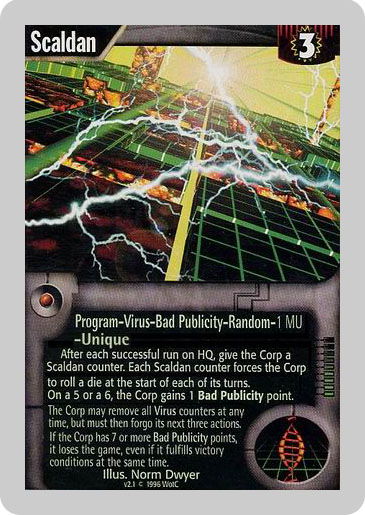 Scaldan
3
Program-Virus-Bad Publicity-Random-1 MU
-Unique
After each successful run on HQ, give the Corp a
Scaldan counter. Each Scaldan counter forces the Corp
to roll a die at the start of each of its turns.
On a 5 or a 6, the Corp gains 1 Bad Publicity point.
The Corp may remove all Virus counters at any
time, but must then forgo its next three actions.
If the Corp has 7 or more Bad Publicity points,
it loses the game, even if it fulfills victory
conditions at the same time.
Illus. Norm Dwyer
v2.1 © 1996 WotC